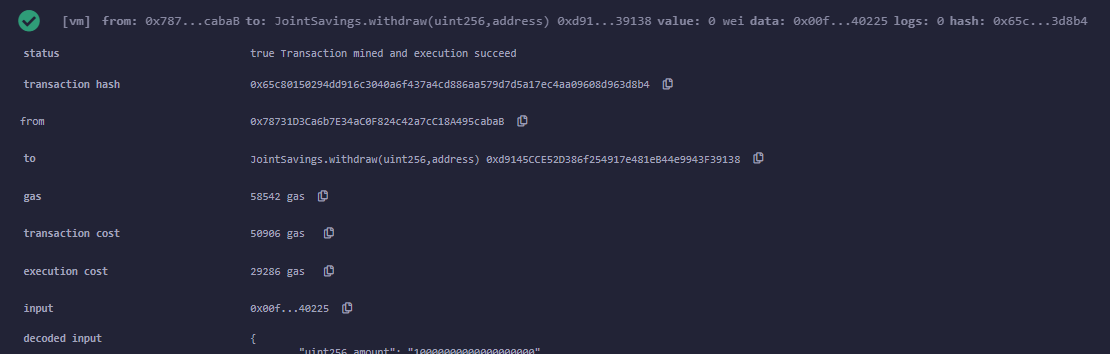 [vm] from: 0x787...cabaB to: JointSavings.withdraw(uint256,address) 0xd91...39138 value: 0 wei data: 0x00f...40225 logs: 0 hash: 0x65c...3d8b4
status true Transaction mined and execution succeed
transaction hash 0x65c80150294dd916c3040a6f437a4cd886aa579d7d5a17ec4aa09608d963d8b4
from 0x78731D3Ca6b7E34aC0F824c42a7cC18A495cabaB
to JointSavings.withdraw(uint256,address) 0xd9145CCE52D386f254917e481eB44e9943F39138
gas 58542 gas
transaction cost 50906 gas
execution cost 29286 gas
input 0x00f...40225
decoded input {
"uint256 amount": "10000000000000000000"